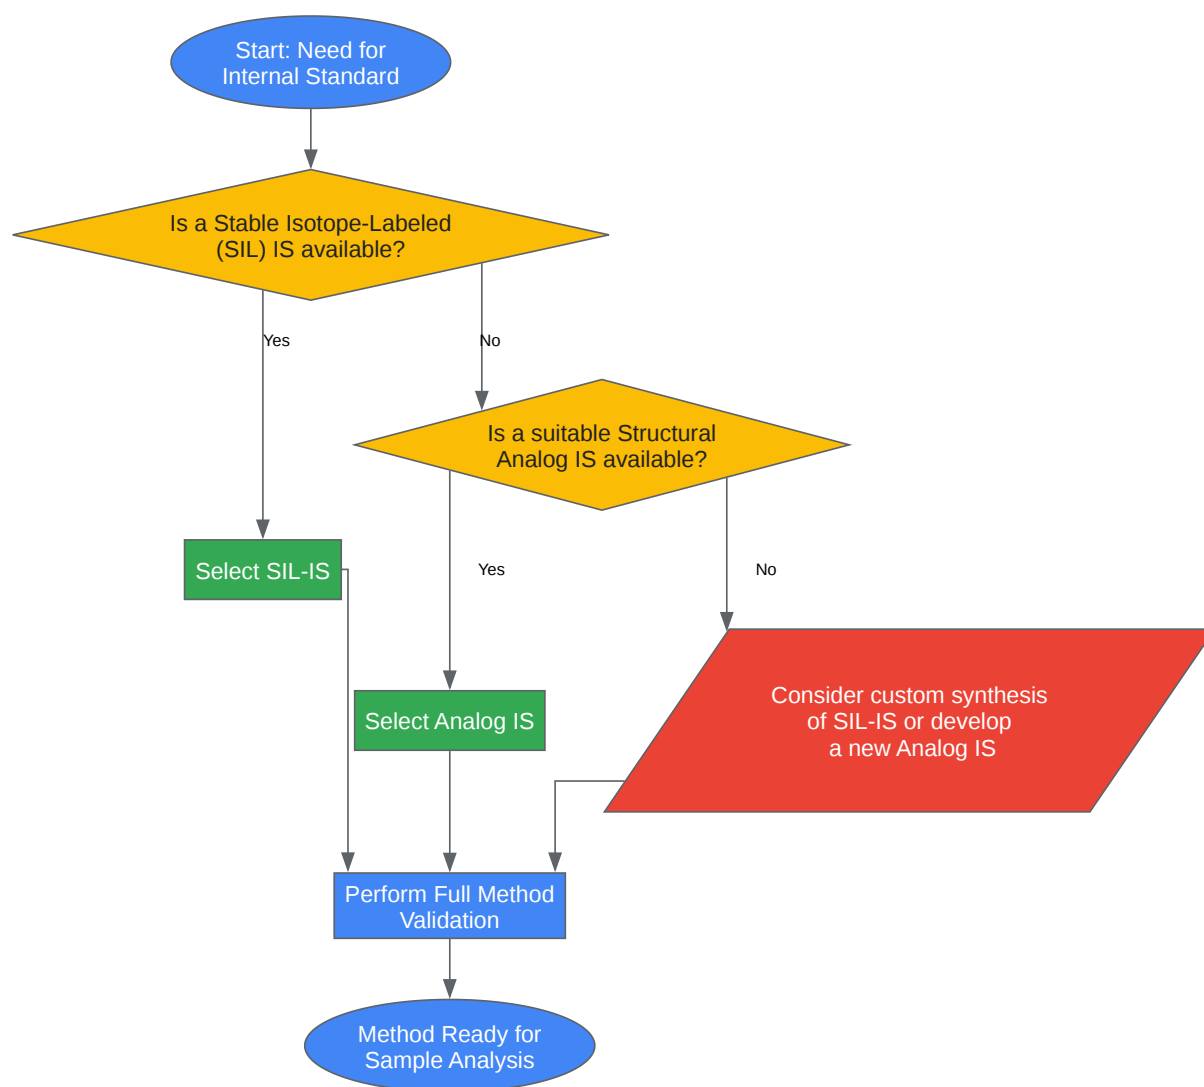 Start: Need for
Internal Standard
Is a Stable Isotope-Labeled
(SIL) IS available?
Yes
No
Is a suitable Structural
Analog IS available?
Select SIL-IS
Yes
No
Select Analog IS
Consider custom synthesis
of SIL-IS or develop
a new Analog IS
Perform Full Method
Validation
Method Ready for
Sample Analysis